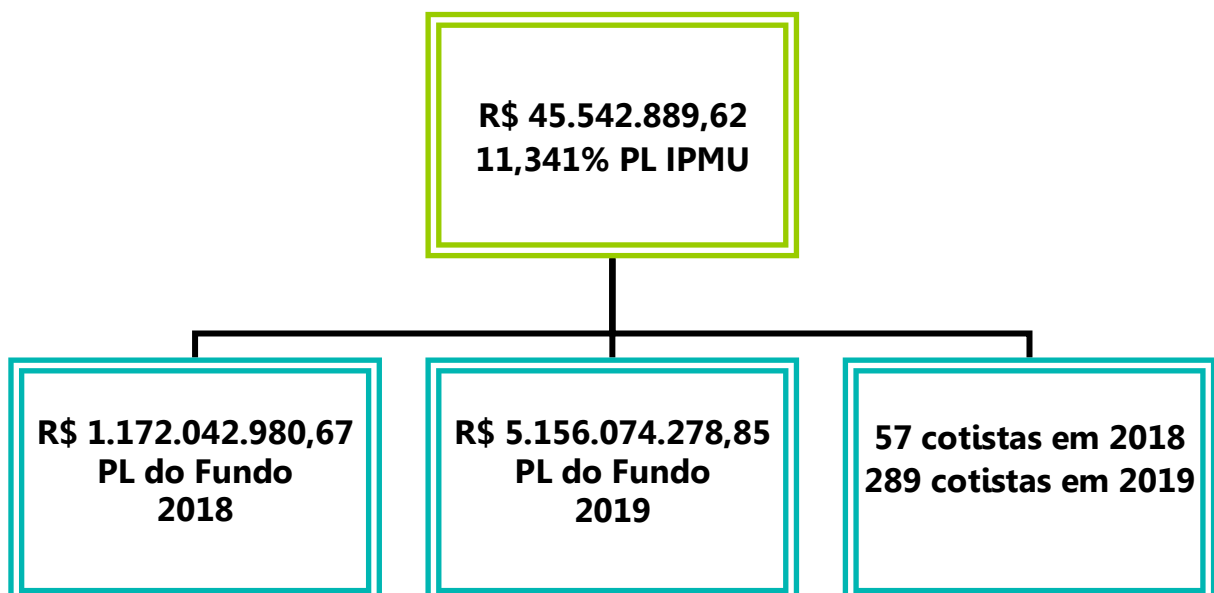 R$ 45.542.889,62
11,341% PL IPMU
R$ 1.172.042.980,67
PL do Fundo
2018
R$ 5.156.074.278,85
PL do Fundo
2019
57 cotistas em 2018
289 cotistas em 2019